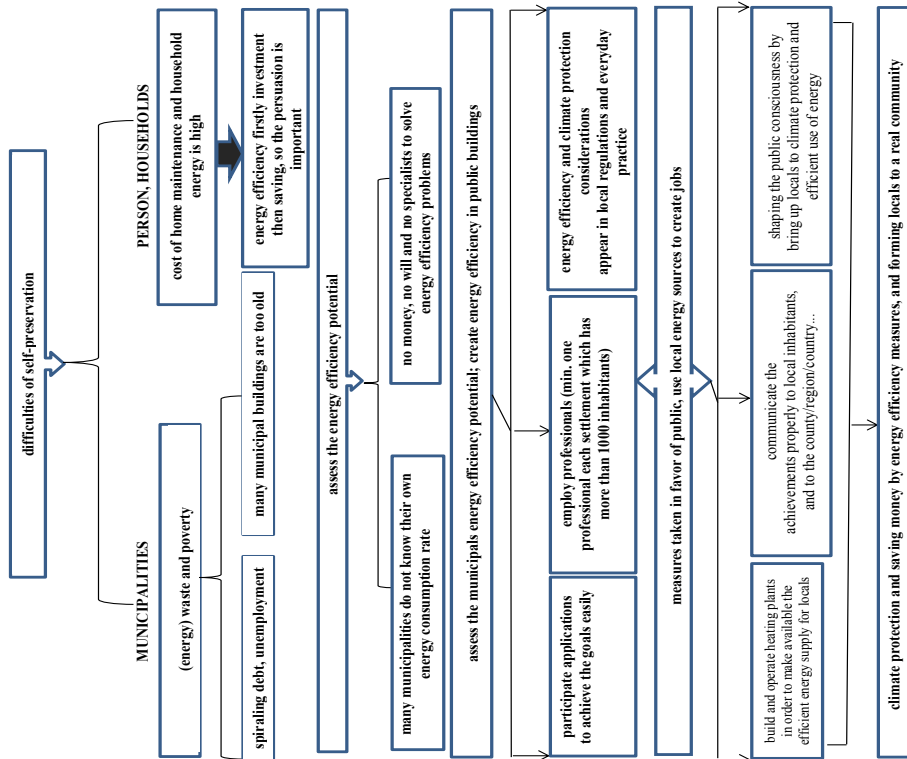 difficulties of self-preservation
MUNICIPALITIES
PERSON, HOUSEHOLDS
(energy) waste and poverty
cost of home maintenance and household
energy is high
spiraling debt, unemployment
many municipal buildings are too old
energy efficiency firstly investment
then saving, so the persuasion is
important
assess the energy efficiency potential
many municipalities do not know their own
energy consumption rate
no money, no will and no specialists to solve
energy efficiency problems
assess the municipals energy efficiency potential; create energy efficiency in public buildings
participate applications
to achieve the goals easily
employ professionals (min. one
professional each settlement which has
more than 1000 inhabitants)
energy efficiency and climate protection
considerations
appear in local regulations and everyday
practice
measures taken in favor of public, use local energy sources to create jobs
build and operate heating plants
in order to make available the
efficient energy supply for locals
communicate the
achievements properly to local inhabitants,
and to the county/region/country...
shaping the public consciousness by
bring up locals to climate protection and
efficient use of energy
climate protection and saving money by energy efficiency measures, and forming locals to a real community